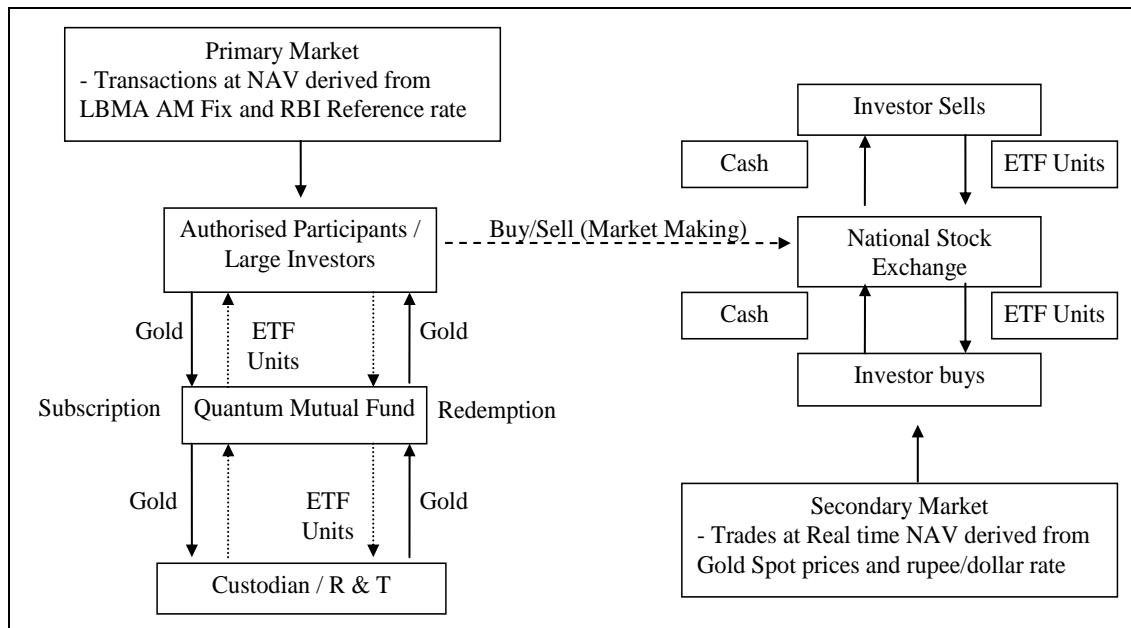 Primary Market
- Transactions at NAV derived from
LBMA AM Fix and RBI Reference rate
Investor Sells
Cash
ETF Units
Authorised Participants /
Large Investors
Buy/Sell (Market Making)
National Stock
Exchange
Gold
ETF
Units
Gold
Cash
ETF Units
Subscription
Quantum Mutual Fund
Redemption
Investor buys
Gold
ETF
Units
Gold
Custodian / R & T
Secondary Market
- Trades at Real time NAV derived from
Gold Spot prices and rupee/dollar rate